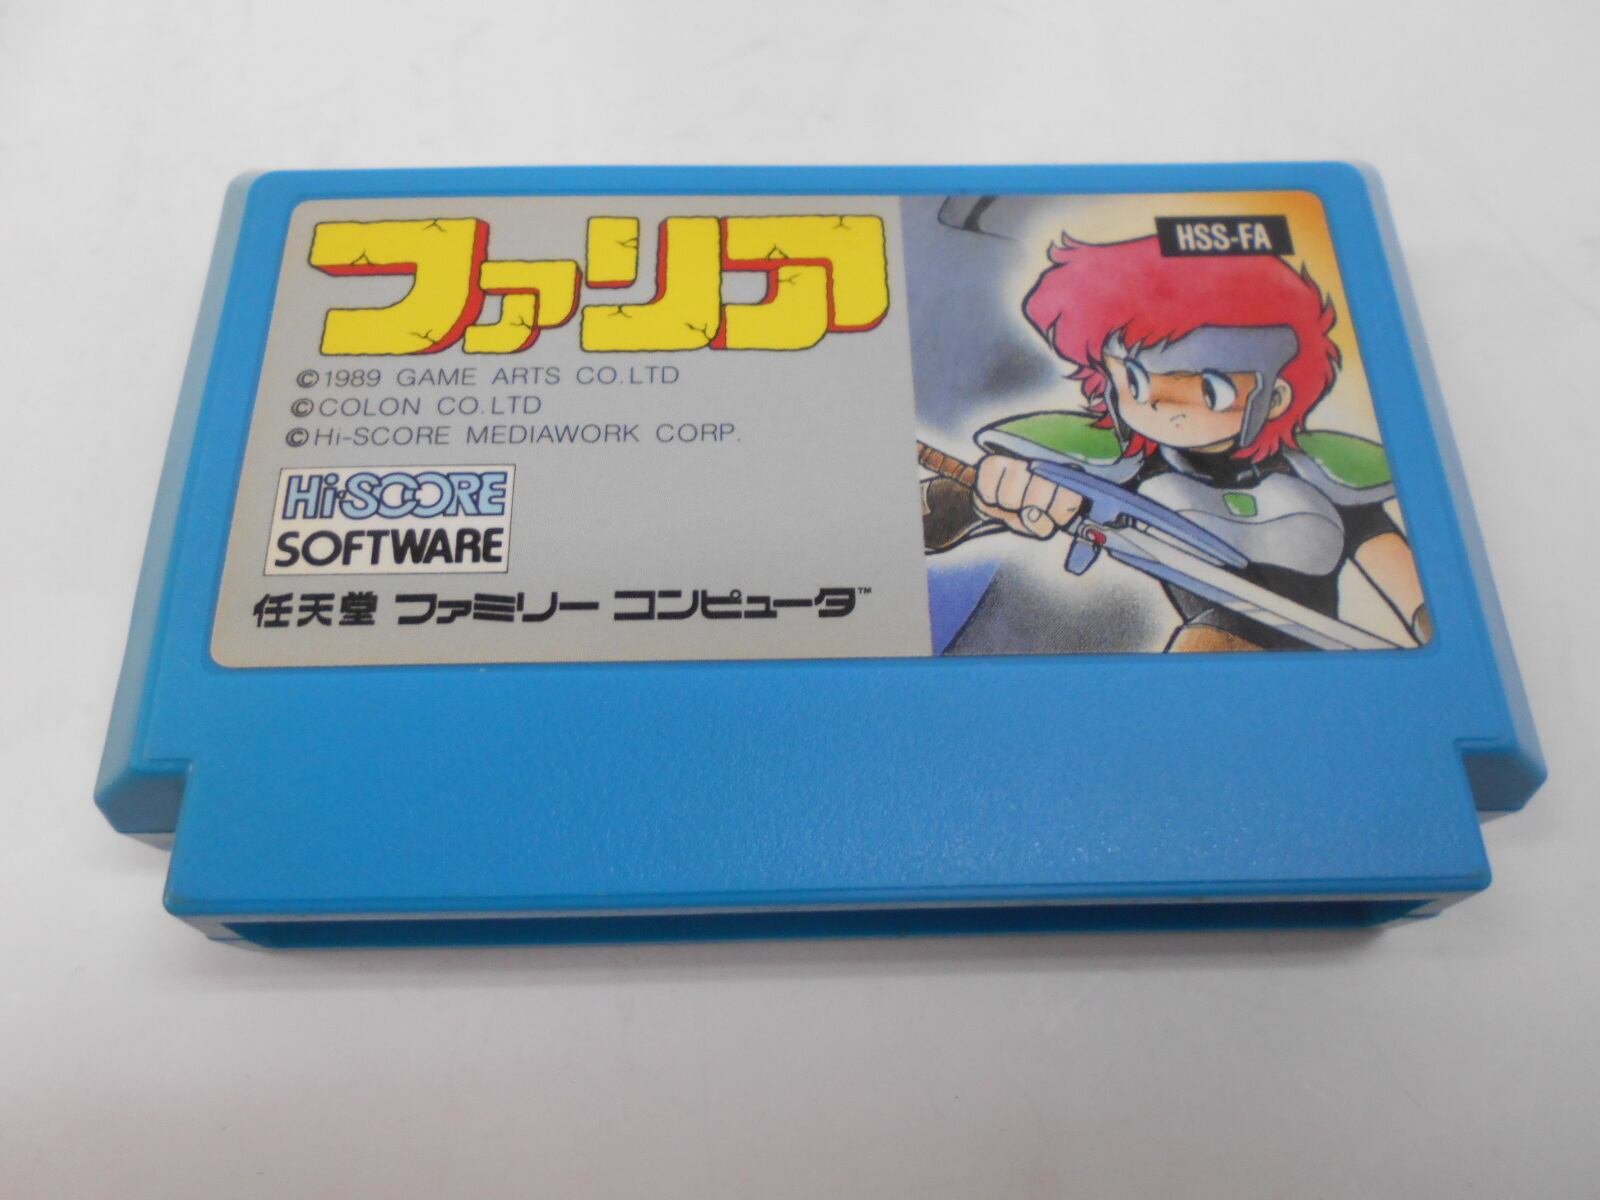 ファリア
HSS-FA
©1989 GAME ARTS CO.LTD
©COLON CO.LTD
©Hi-SCORE MEDIAWORK CORP.
Hi-SCORE
SOFTWARE
任天堂 ファミリー コンピュータ™